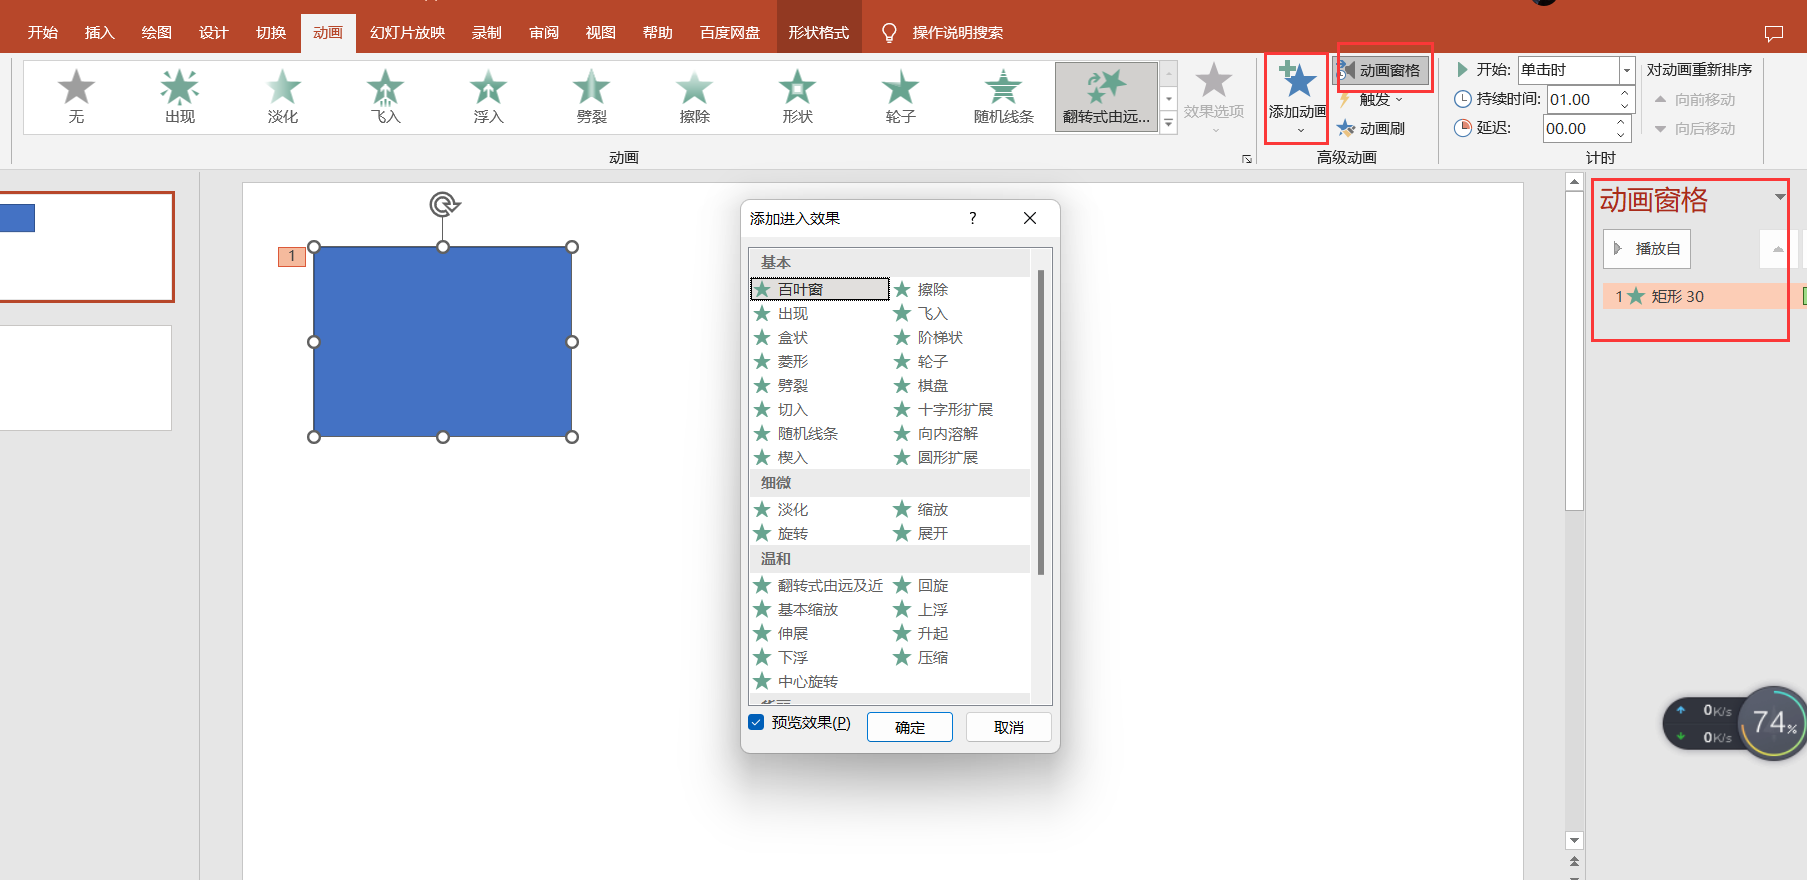 开始 插入 绘图 设计 切换 动画 幻灯片放映 录制 审阅 视图 帮助 百度网盘 形状格式 操作说明搜索
无 出现 淡化 飞入 浮入 劈裂 擦除 形状 轮子 随机线条 翻转式由远... 效果选项
动画
添加动画
动画窗格
触发
动画刷
高级动画
开始: 单击时
持续时间: 01.00
延迟: 00.00
对动画重新排序
向前移动
向后移动
计时
1
添加进入效果 ?
基本
百叶窗 擦除
出现 飞入
盒状 阶梯状
菱形 轮子
劈裂 棋盘
切入 十字形扩展
随机线条 向内溶解
楔入 圆形扩展
细微
淡化 缩放
旋转 展开
温和
翻转式由远及近 回旋
基本缩放 上浮
伸展 升起
下浮 压缩
中心旋转
预览效果(P) 确定 取消
动画窗格
播放自
1 矩形 30
0K/s
0K/s
74%